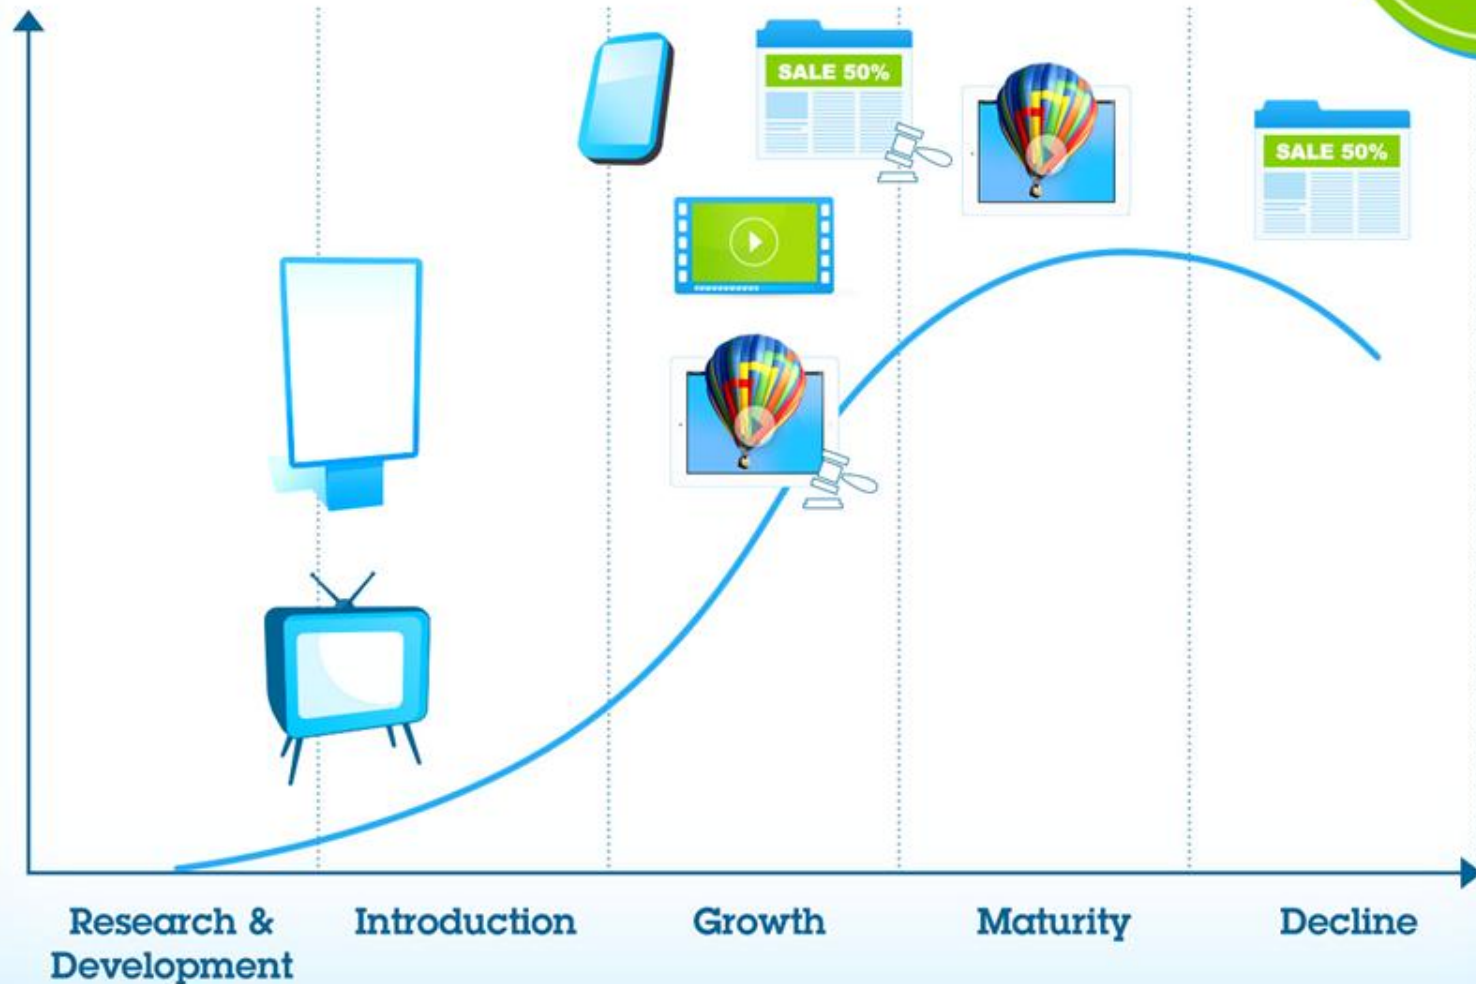 SALE 50%
SALE 50%
Research &
Development
Introduction
Growth
Maturity
Decline